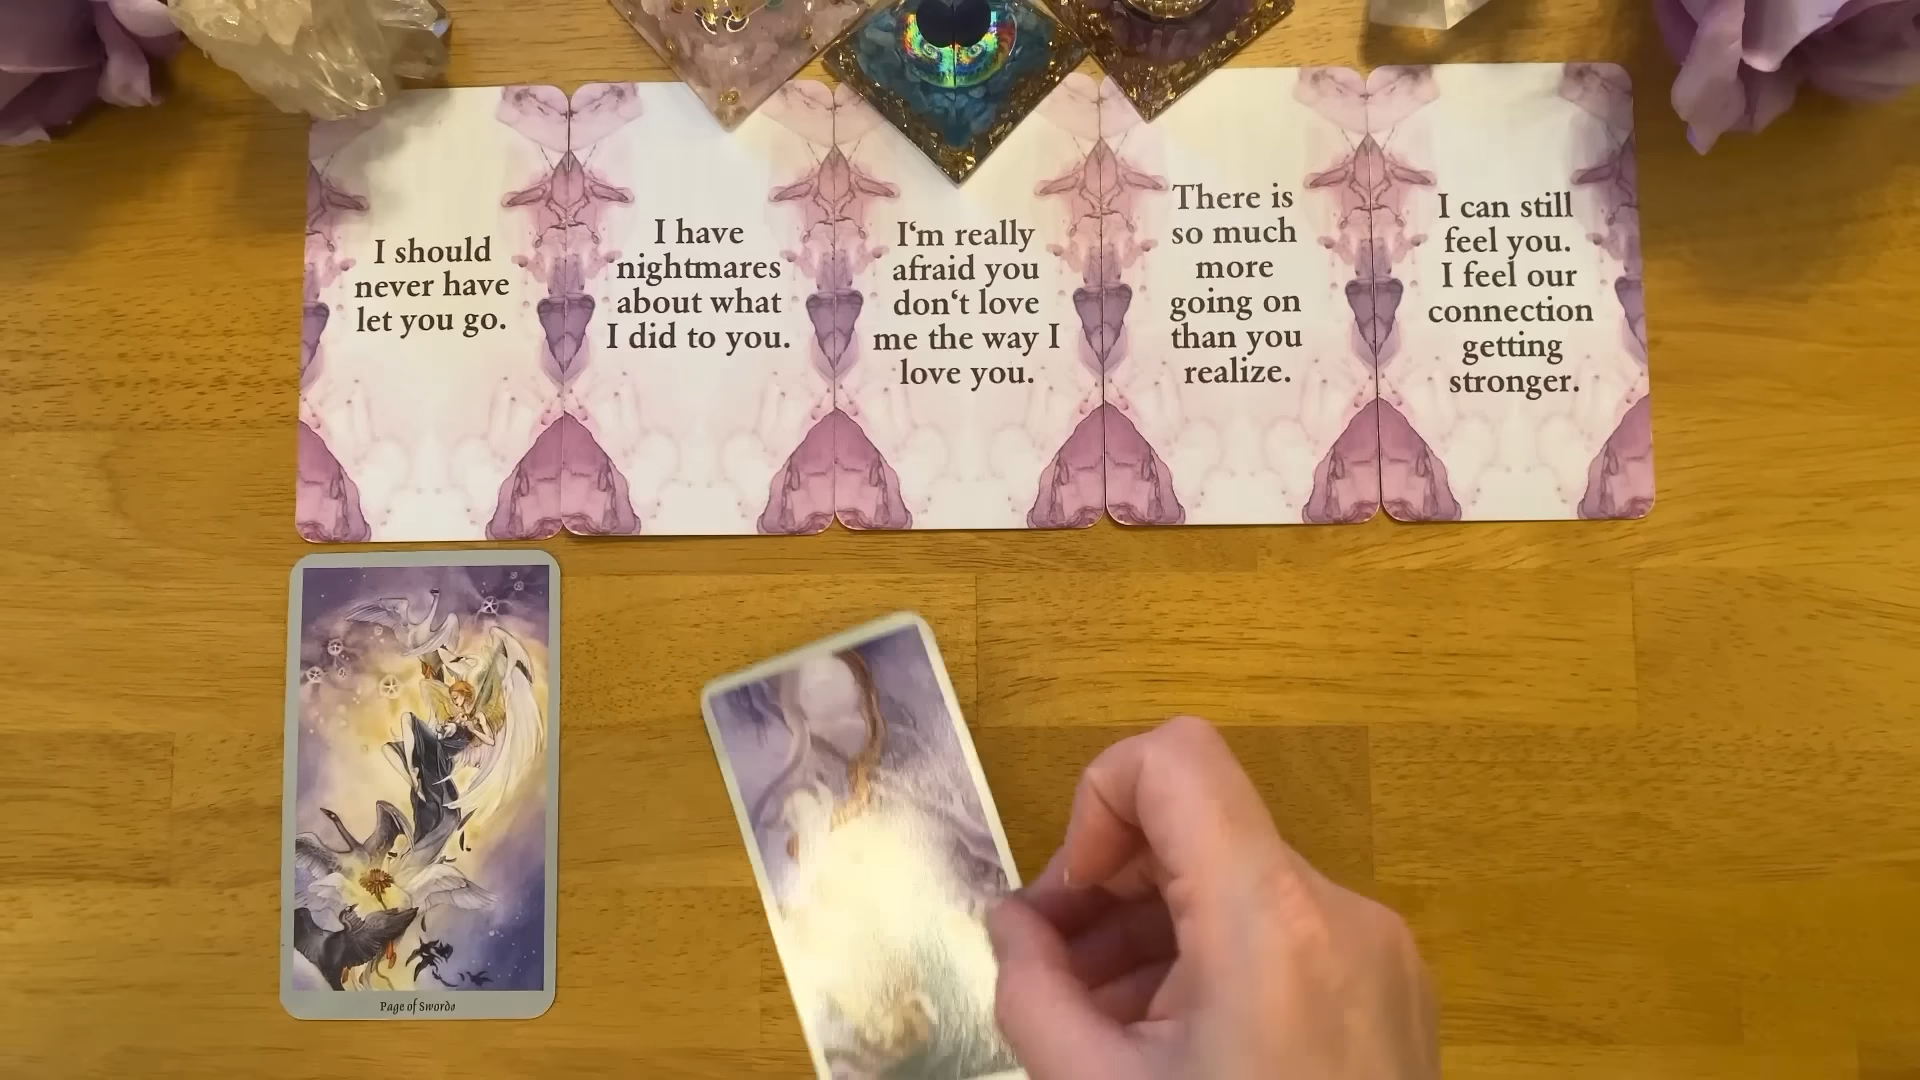 I should
never have
let you go.
I have
nightmares
about what
I did to you.
I'm really
afraid you
don't love
me the way I
love you.
There is
so much
more
going on
than you
realize.
I can still
feel you.
I feel our
connection
getting
stronger.
Page of Swords